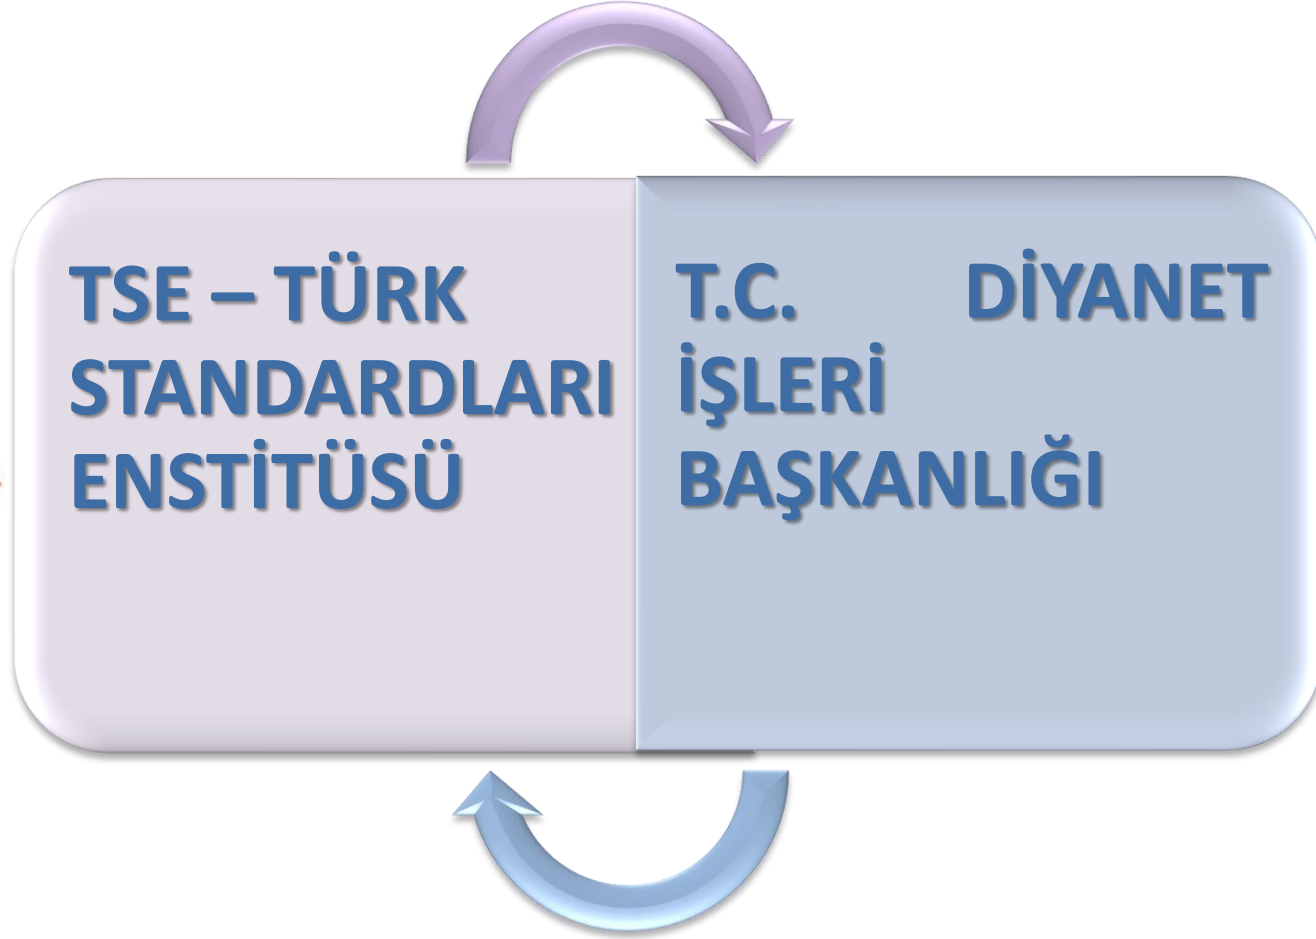 TSE – TÜRK
STANDARDLARI
ENSTİTÜSÜ
T.C. DİYANET
İŞLERİ
BAŞKANLIĞI